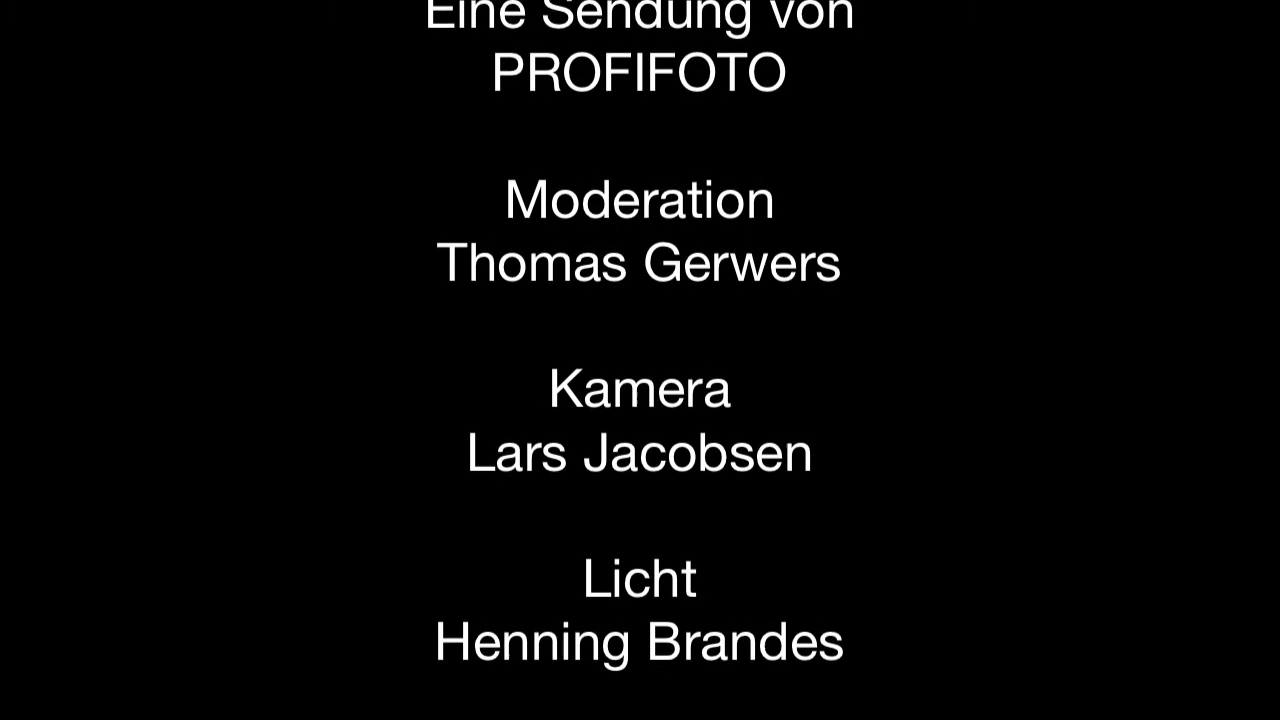 Eine Sendung von
PROFIFOTO
Moderation
Thomas Gerwers
Kamera
Lars Jacobsen
Licht
Henning Brandes